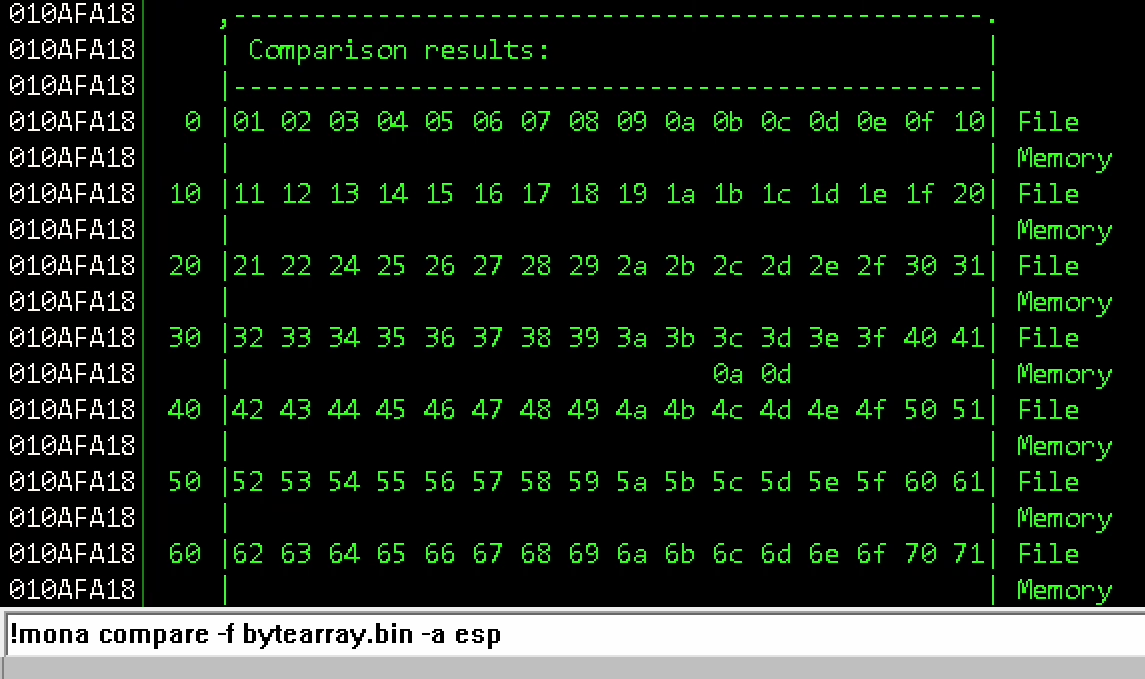 010AFA18 ,-----------------------------------------------.
010AFA18 | Comparison results: |
010AFA18 |-----------------------------------------------|
010AFA18 0 |01 02 03 04 05 06 07 08 09 0a 0b 0c 0d 0e 0f 10| File
010AFA18 | | Memory
010AFA18 10 |11 12 13 14 15 16 17 18 19 1a 1b 1c 1d 1e 1f 20| File
010AFA18 | | Memory
010AFA18 20 |21 22 24 25 26 27 28 29 2a 2b 2c 2d 2e 2f 30 31| File
010AFA18 | | Memory
010AFA18 30 |32 33 34 35 36 37 38 39 3a 3b 3c 3d 3e 3f 40 41| File
010AFA18 | 0a 0d | Memory
010AFA18 40 |42 43 44 45 46 47 48 49 4a 4b 4c 4d 4e 4f 50 51| File
010AFA18 | | Memory
010AFA18 50 |52 53 54 55 56 57 58 59 5a 5b 5c 5d 5e 5f 60 61| File
010AFA18 | | Memory
010AFA18 60 |62 63 64 65 66 67 68 69 6a 6b 6c 6d 6e 6f 70 71| File
010AFA18 | | Memory
!mona compare -f bytearray.bin -a esp